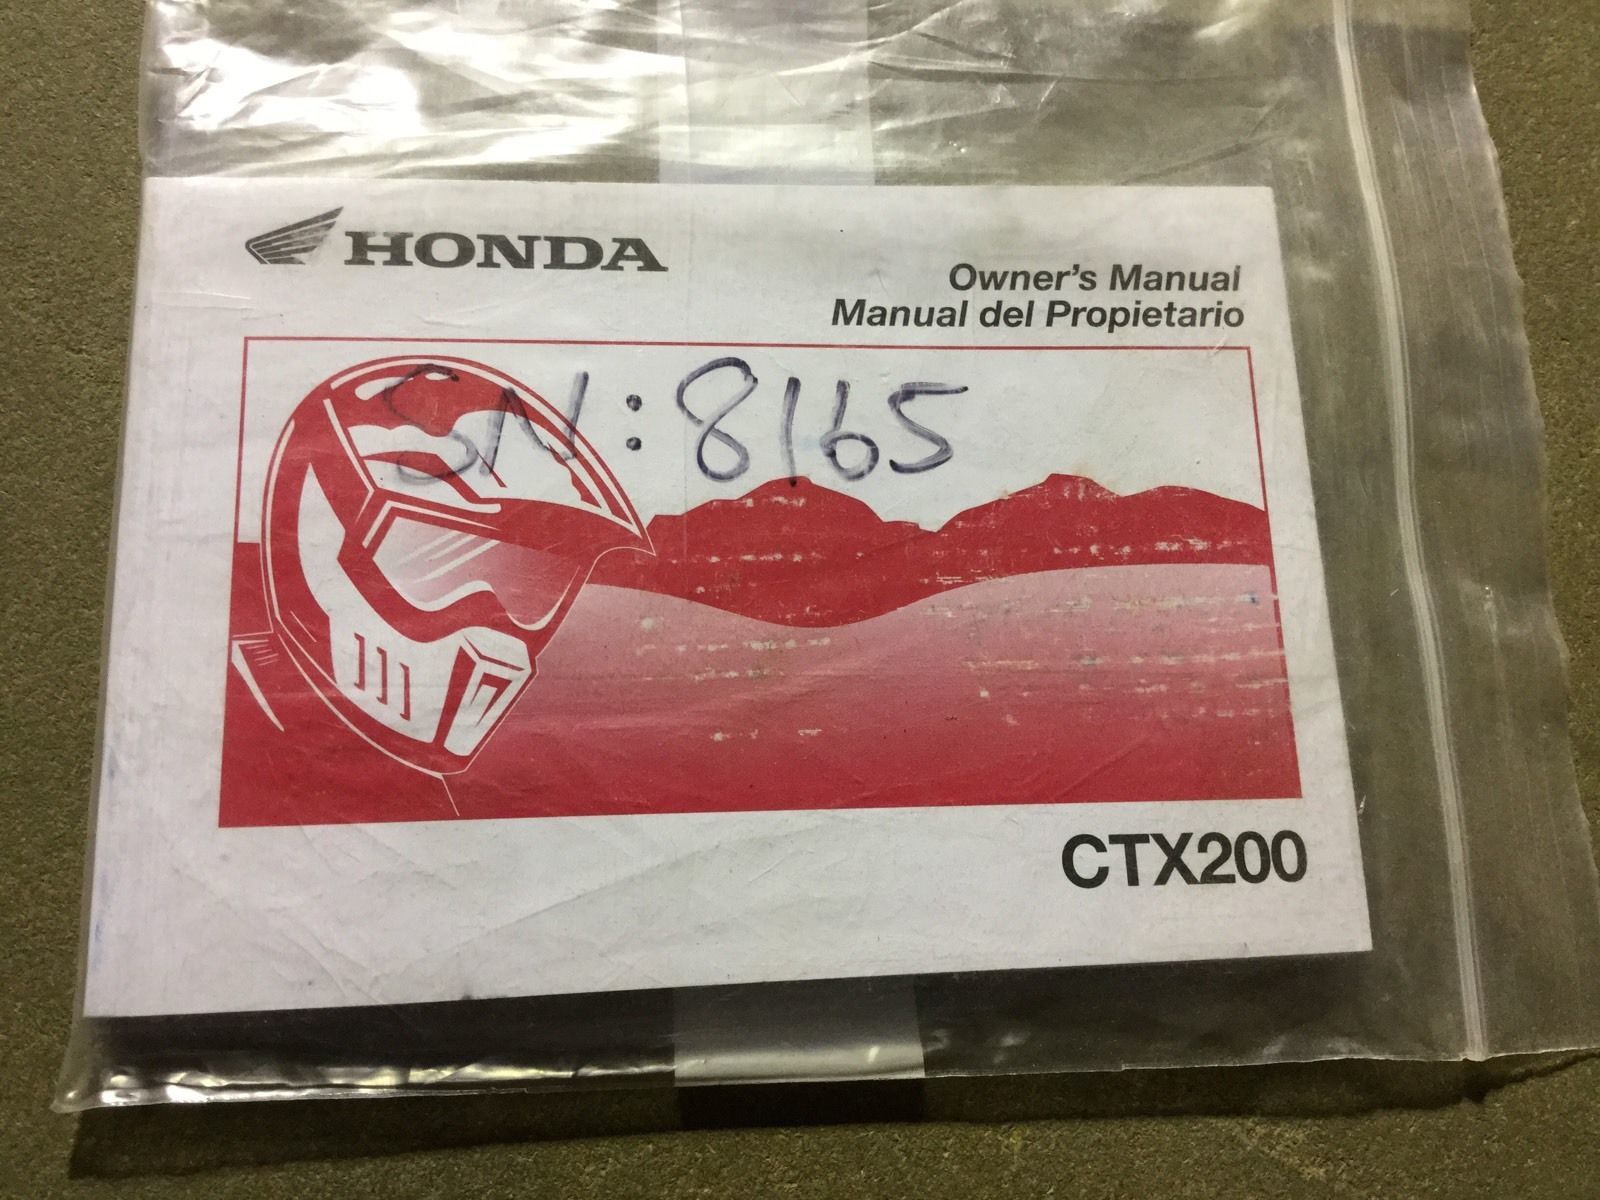 HONDA
Owner's Manual
Manual del Propietario
SN: 8165
CTX200